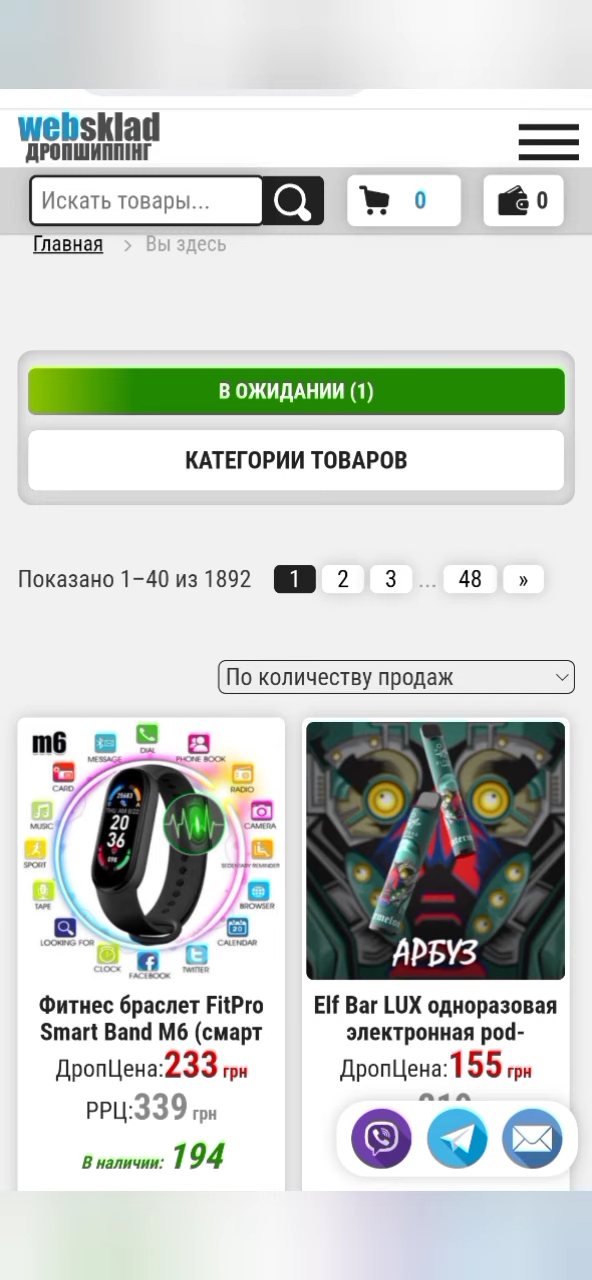 websklad
ДРОПШИППІНГ
Искать товары...
0
0
Главная > Вы здесь
В ОЖИДАНИИ (1)
КАТЕГОРИИ ТОВАРОВ
Показано 1–40 из 1892 1 2 3 ... 48 »
По количеству продаж
m6
DIAL
MESSAGE
PHONE BOOK
CARD
RADIO
MUSIC
CAMERA
20
36
SPORT
SEDENTARY REMINDER
TAPE
BROWSER
LOOKING FOR
CALENDAR
CLOCK
FACEBOOK
TWITTER
АРБУЗ
Фитнес браслет FitPro
Smart Band M6 (смарт
ДропЦена:233 грн
РРЦ:339 грн
В наличии: 194
Elf Bar LUX одноразовая
электронная pod-
ДропЦена:155 грн